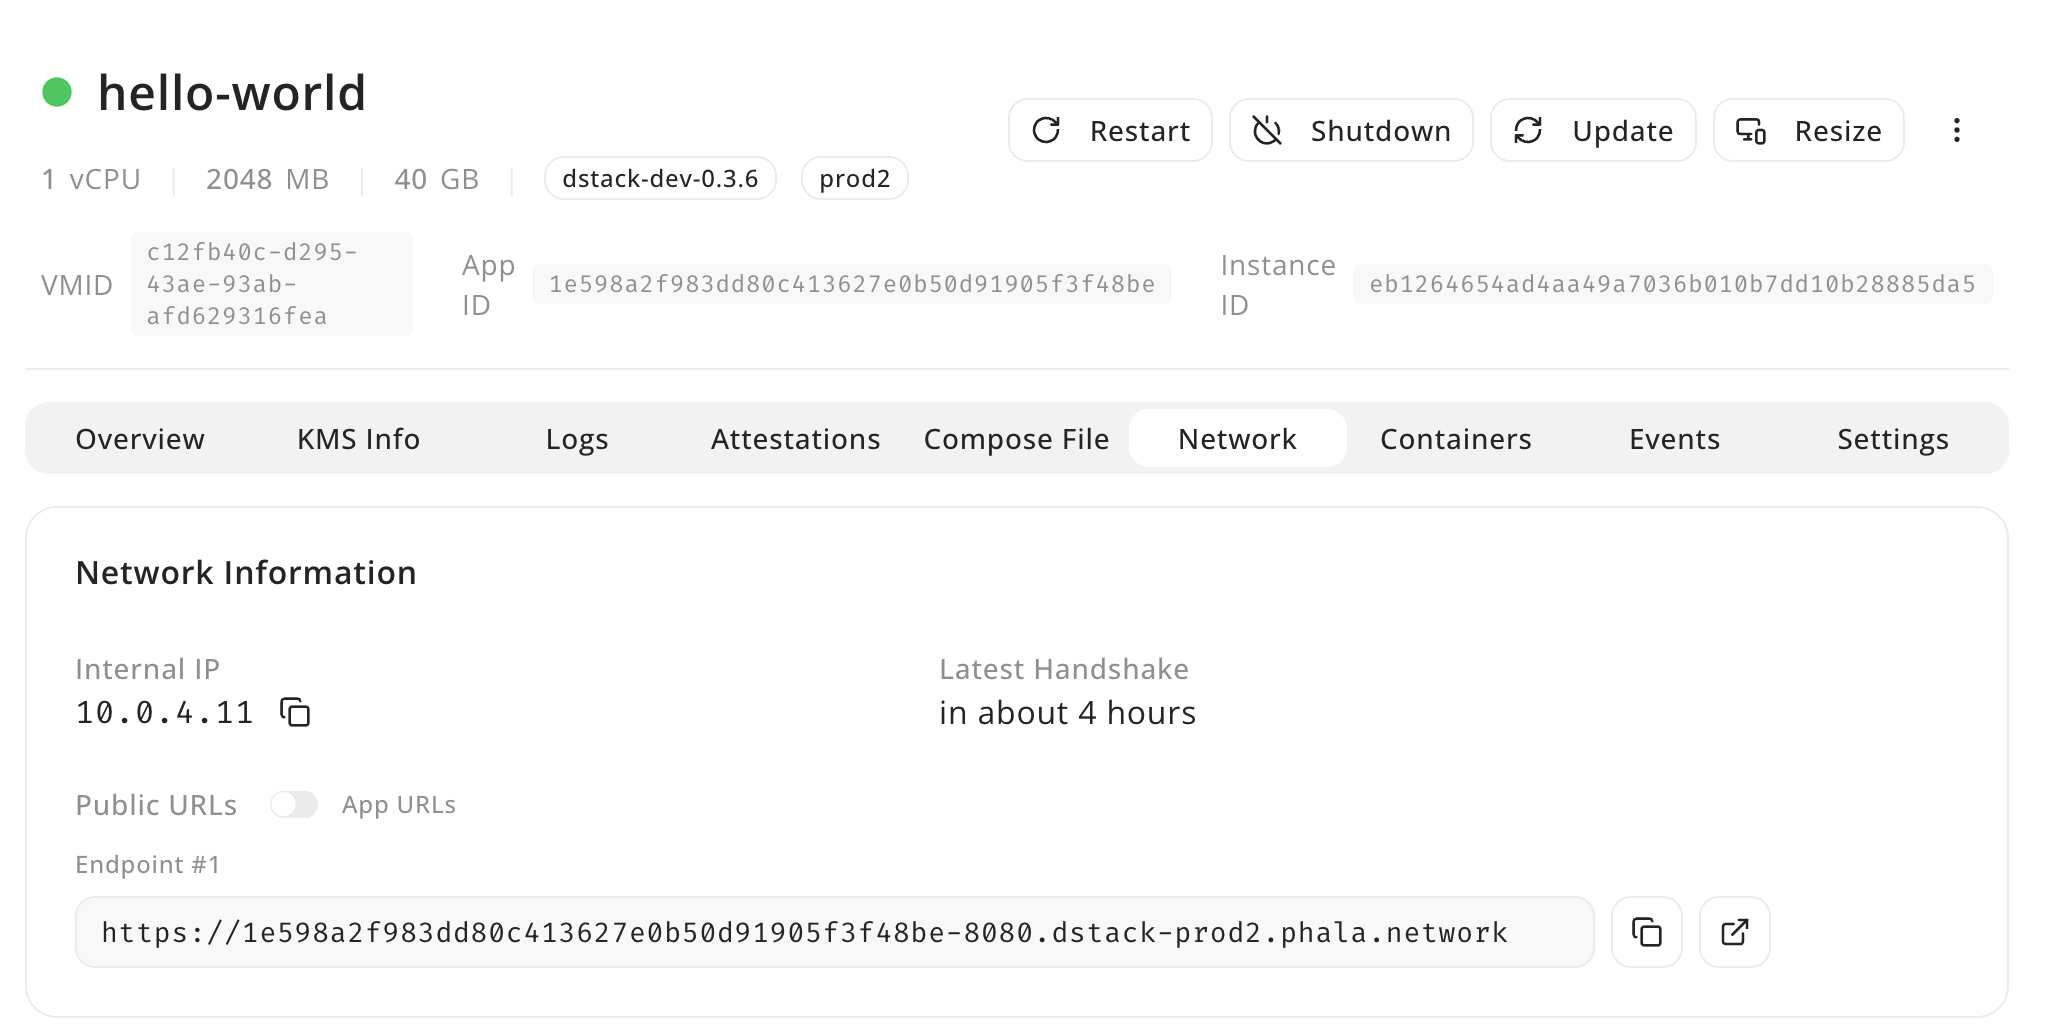 hello-world
Restart
Shutdown
Update
Resize
1 vCPU
2048 MB
40 GB
dstack-dev-0.3.6
prod2
VMID
c12fb40c-d295-
43ae-93ab-
afd629316fea
App
ID
1e598a2f983dd80c413627e0b50d91905f3f48be
Instance
ID
eb1264654ad4aa49a7036b010b7dd10b28885da5
Overview
KMS Info
Logs
Attestations
Compose File
Network
Containers
Events
Settings
Network Information
Internal IP
10.0.4.11
Latest Handshake
in about 4 hours
Public URLs
App URLs
Endpoint #1
https://1e598a2f983dd80c413627e0b50d91905f3f48be-8080.dstack-prod2.phala.network